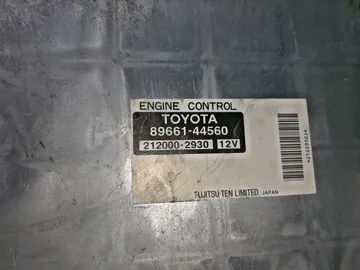 ENGINE CONTROL
TOYOTA
89661-44560
212000-2930 12V
FUJITSU TEN LIMITED JAPAN